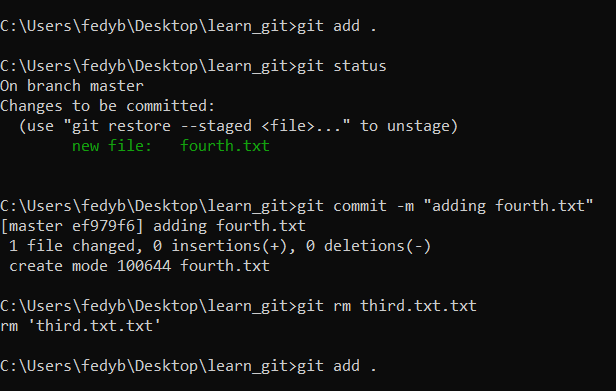 C:\Users\fedyb\Desktop\learn_git>git add .
C:\Users\fedyb\Desktop\learn_git>git status
On branch master
Changes to be committed:
  (use "git restore --staged <file>..." to unstage)
        new file:   fourth.txt
C:\Users\fedyb\Desktop\learn_git>git commit -m "adding fourth.txt"
[master ef979f6] adding fourth.txt
 1 file changed, 0 insertions(+), 0 deletions(-)
 create mode 100644 fourth.txt
C:\Users\fedyb\Desktop\learn_git>git rm third.txt.txt
rm 'third.txt.txt'
C:\Users\fedyb\Desktop\learn_git>git add .